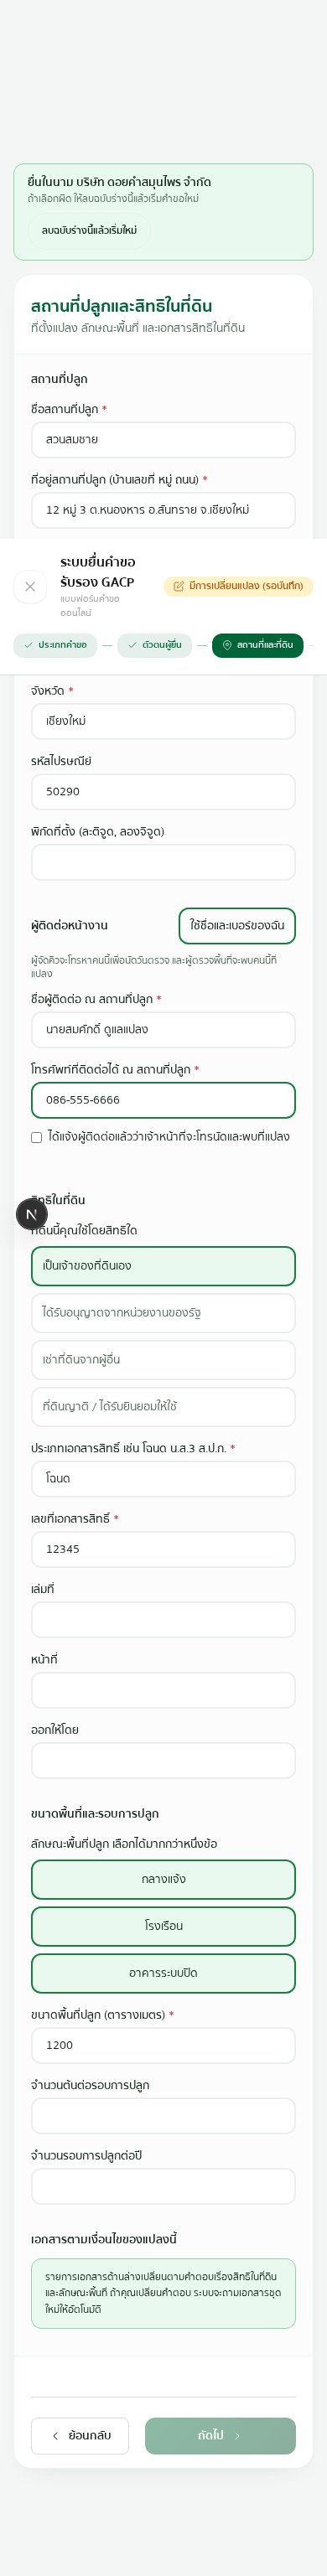 ยื่นในนาม บริษัท ดอยคำสมุนไพร จำกัด
ถ้าเลือกผิด ให้ลบฉบับร่างนี้แล้วเริ่มคำขอใหม่
ลบฉบับร่างนี้แล้วเริ่มใหม่
สถานที่ปลูกและสิทธิในที่ดิน
ที่ตั้งแปลง ลักษณะพื้นที่ และเอกสารสิทธิในที่ดิน
สถานที่ปลูก
ชื่อสถานที่ปลูก *
สวนสมชาย
ที่อยู่สถานที่ปลูก (บ้านเลขที่ หมู่ ถนน) *
12 หมู่ 3 ต.หนองหาร อ.สันทราย จ.เชียงใหม่
ระบบยื่นคำขอ
รับรอง GACP
แบบฟอร์มคำขอ
ออนไลน์
มีการเปลี่ยนแปลง (รอบันทึก)
ประเภทคำขอ
ตัวตนผู้ยื่น
สถานที่และที่ดิน
จังหวัด *
เชียงใหม่
รหัสไปรษณีย์
50290
พิกัดที่ตั้ง (ละติจูด, ลองจิจูด)
ผู้ติดต่อหน้างาน
ใช้ชื่อและเบอร์ของฉัน
ผู้จัดคิวจะโทรหาคนนี้เพื่อนัดวันตรวจ และผู้ตรวจพื้นที่จะพบคนนี้ที่
แปลง
ชื่อผู้ติดต่อ ณ สถานที่ปลูก *
นายสมศักดิ์ ดูแลแปลง
โทรศัพท์ที่ติดต่อได้ ณ สถานที่ปลูก *
086-555-6666
ได้แจ้งผู้ติดต่อแล้วว่าเจ้าหน้าที่จะโทรนัดและพบที่แปลง
สิทธิในที่ดิน
ที่ดินนี้คุณใช้โดยสิทธิใด
N
เป็นเจ้าของที่ดินเอง
ได้รับอนุญาตจากหน่วยงานของรัฐ
เช่าที่ดินจากผู้อื่น
ที่ดินญาติ / ได้รับยินยอมให้ใช้
ประเภทเอกสารสิทธิ์ เช่น โฉนด น.ส.3 ส.ป.ก. *
โฉนด
เลขที่เอกสารสิทธิ์ *
12345
เล่มที่
หน้าที่
ออกให้โดย
ขนาดพื้นที่และรอบการปลูก
ลักษณะพื้นที่ปลูก เลือกได้มากกว่าหนึ่งข้อ
กลางแจ้ง
โรงเรือน
อาคารระบบปิด
ขนาดพื้นที่ปลูก (ตารางเมตร) *
1200
จำนวนต้นต่อรอบการปลูก
จำนวนรอบการปลูกต่อปี
เอกสารตามเงื่อนไขของแปลงนี้
รายการเอกสารด้านล่างเปลี่ยนตามคำตอบเรื่องสิทธิในที่ดิน
และลักษณะพื้นที่ ถ้าคุณเปลี่ยนคำตอบ ระบบจะถามเอกสารชุด
ใหม่ให้อัตโนมัติ
ย้อนกลับ
ถัดไป